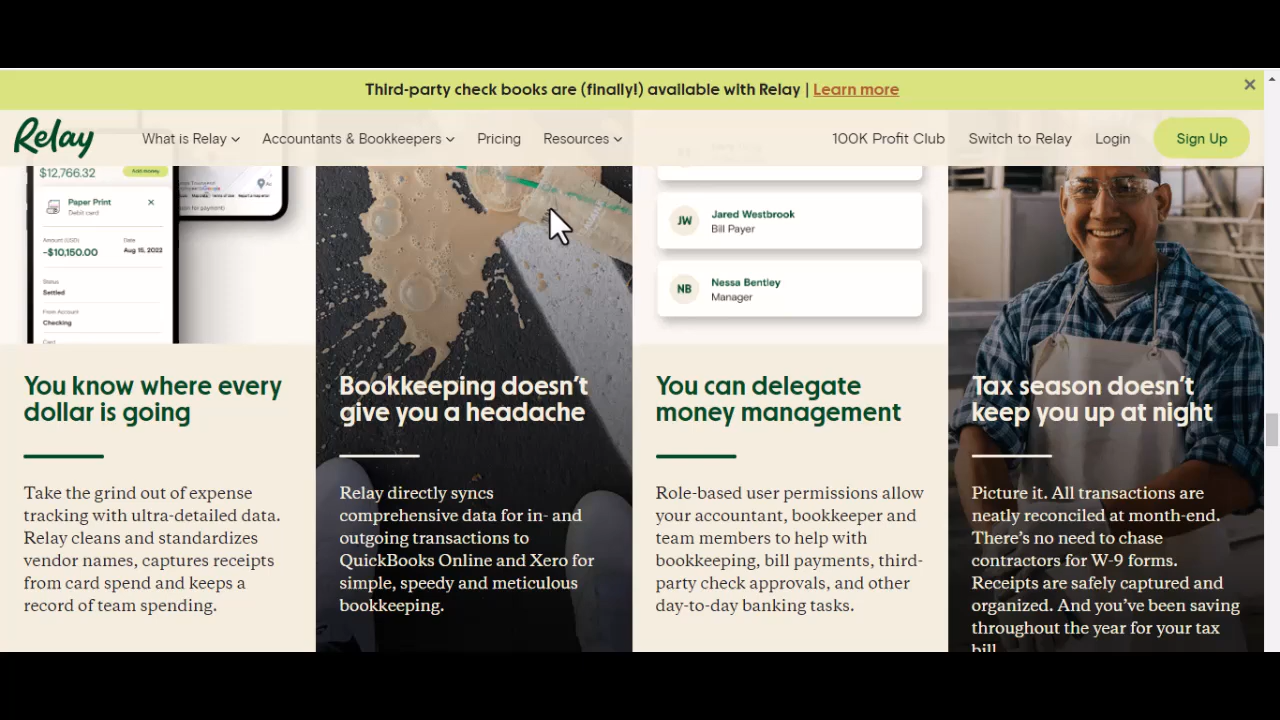 Third-party check books are (finally!) available with Relay | Learn more
Relay
What is Relay
Accountants & Bookkeepers
Pricing
Resources
100K Profit Club
Switch to Relay
Login
Sign Up
$12,766.32
Add money
Paper Print
Debit card
Amount (USD)
Date
-$10,150.00
Aug 15, 2022
Status
Settled
From Account
Checking
Card
JW
Jared Westbrook
Bill Payer
NB
Nessa Bentley
Manager
You know where every
dollar is going
Take the grind out of expense
tracking with ultra-detailed data.
Relay cleans and standardizes
vendor names, captures receipts
from card spend and keeps a
record of team spending.
Bookkeeping doesn't
give you a headache
Relay directly syncs
comprehensive data for in- and
outgoing transactions to
QuickBooks Online and Xero for
simple, speedy and meticulous
bookkeeping.
You can delegate
money management
Role-based user permissions allow
your accountant, bookkeeper and
team members to help with
bookkeeping, bill payments, third-
party check approvals, and other
day-to-day banking tasks.
Tax season doesn't
keep you up at night
Picture it. All transactions are
neatly reconciled at month-end.
There's no need to chase
contractors for W-9 forms.
Receipts are safely captured and
organized. And you've been saving
throughout the year for your tax
bill.